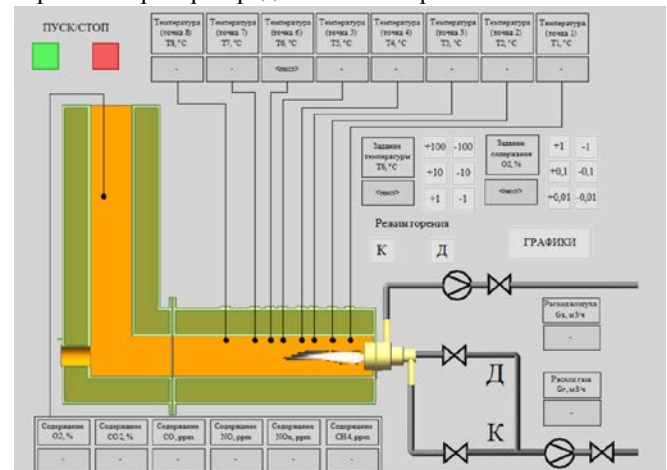 ПУСК/СТОП
Температура (точка 8) T8, °C
Температура (точка 7) T7, °C
Температура (точка 6) T6, °C
Температура (точка 5) T5, °C
Температура (точка 4) T4, °C
Температура (точка 3) T3, °C
Температура (точка 2) T2, °C
Температура (точка 1) T1, °C
- - <текст> - - - - -
Задание температуры T6, °C
+100 -100
+10 -10
<текст>
+1 -1
Задание содержания O2, %
+1 -1
+0,1 -0,1
<текст>
+0,01 -0,01
Режим горения
К Д
ГРАФИКИ
Расход воздуха Gв, м3/ч
-
Д
Расход газа Gг, м3/ч
-
К
Содержание O2, %
Содержание CO2, %
Содержание CO, ppm
Содержание NO, ppm
Содержание NOx, ppm
Содержание CH4, ppm
- - - - - -